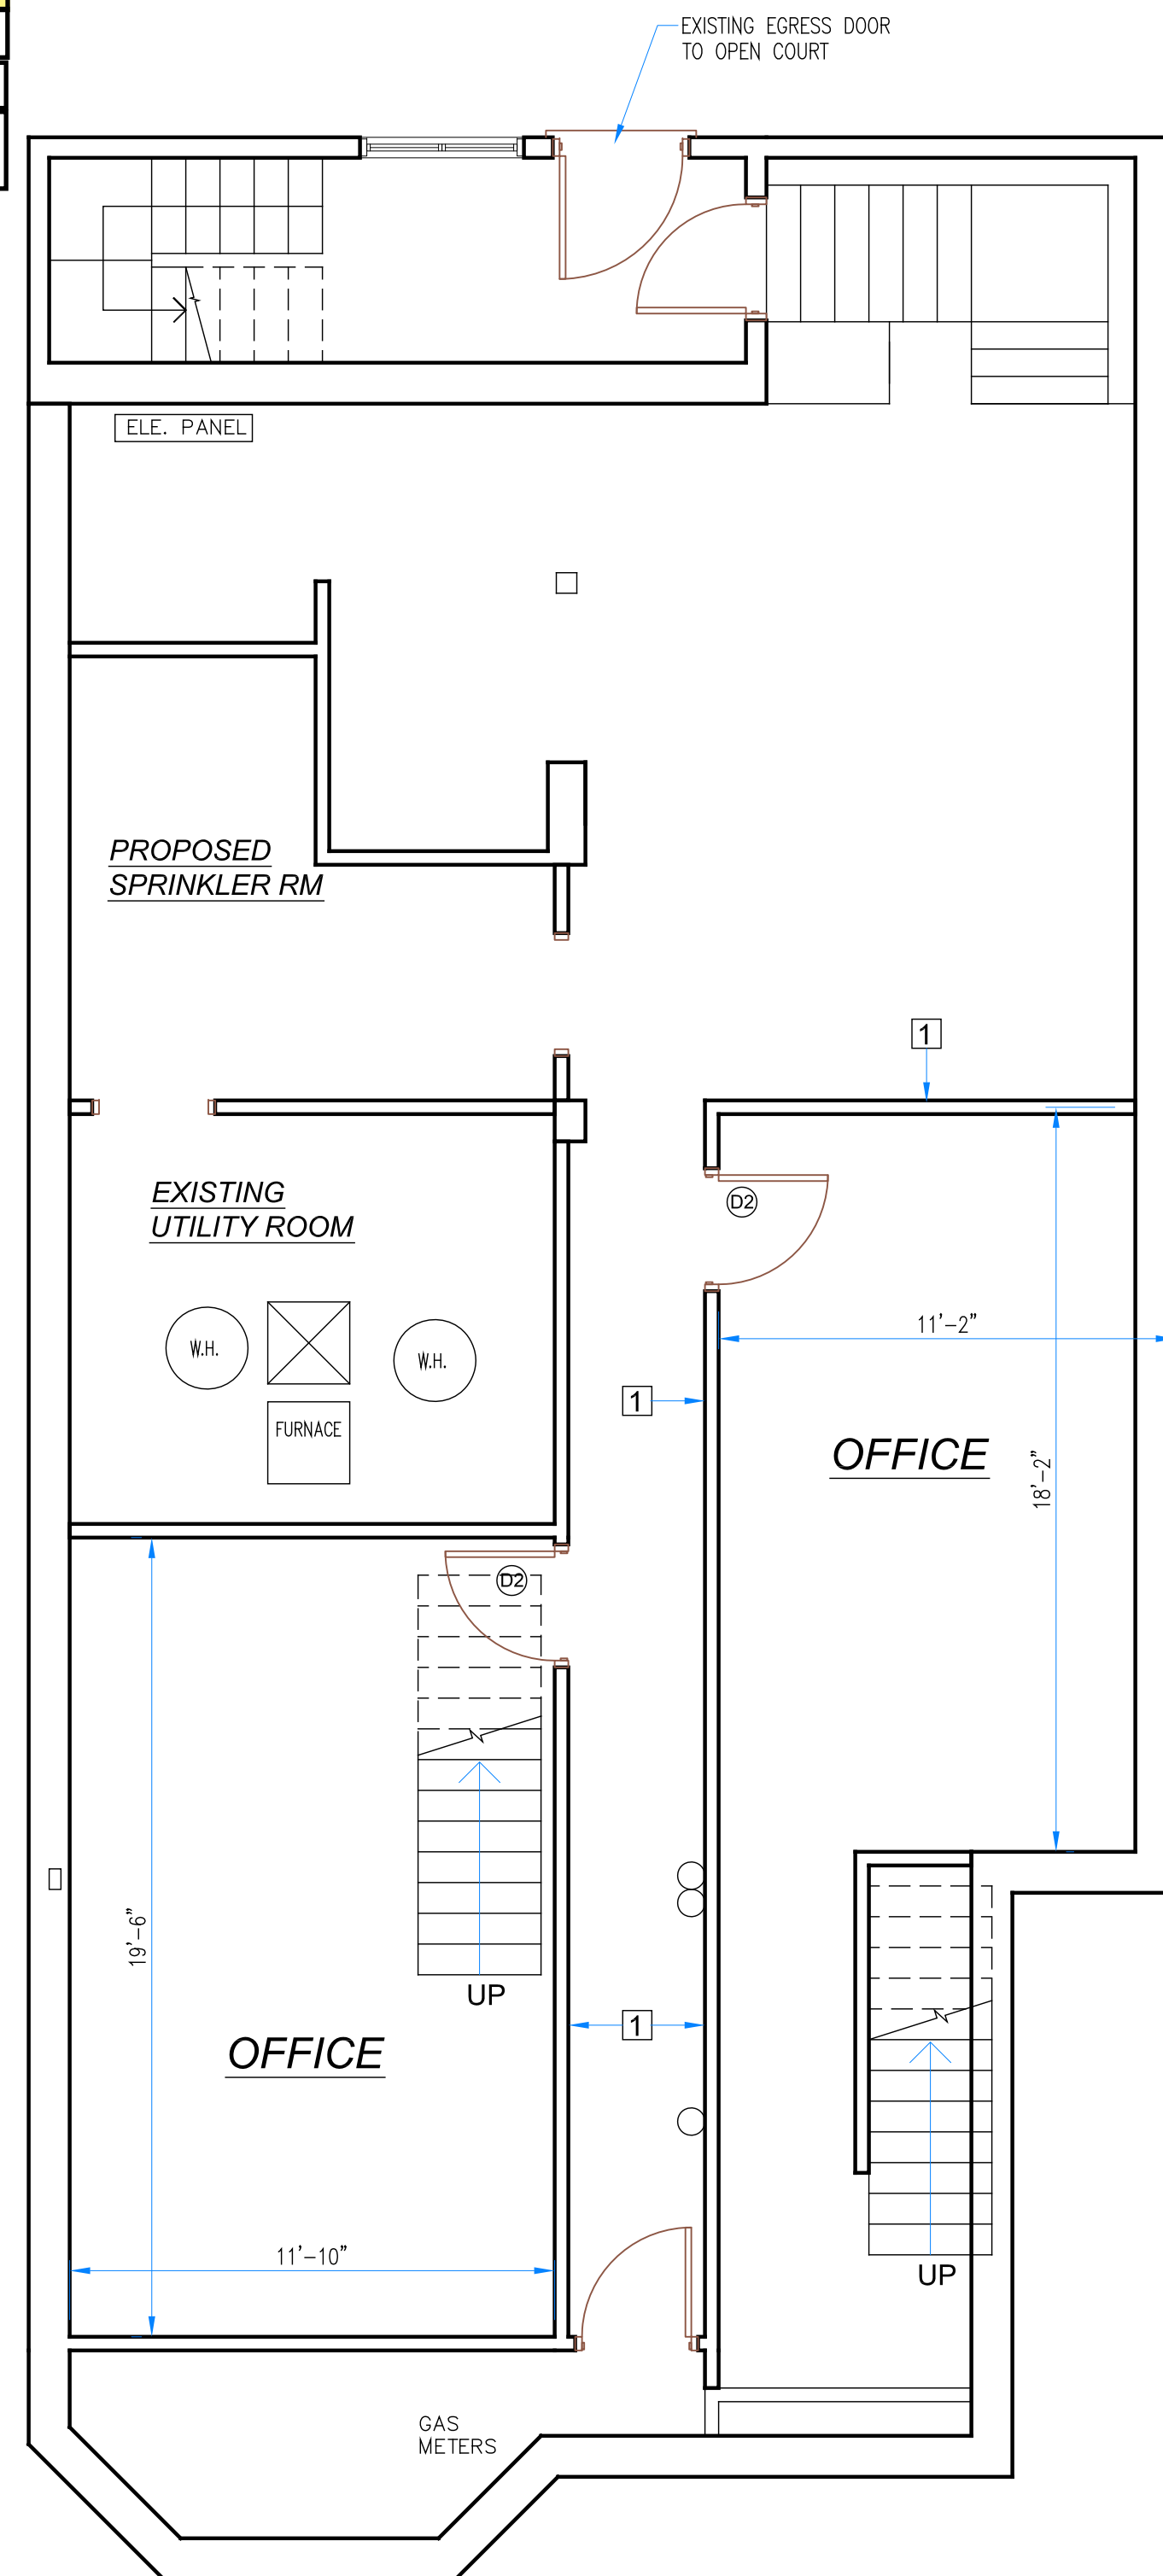 EXISTING EGRESS DOOR
TO OPEN COURT
ELE. PANEL
PROPOSED
SPRINKLER RM
1
EXISTING
UTILITY ROOM
D2
11'-2"
W.H.
W.H.
1
FURNACE
OFFICE
18'-2"
D2
19'-6"
UP
1
OFFICE
11'-10"
UP
GAS
METERS